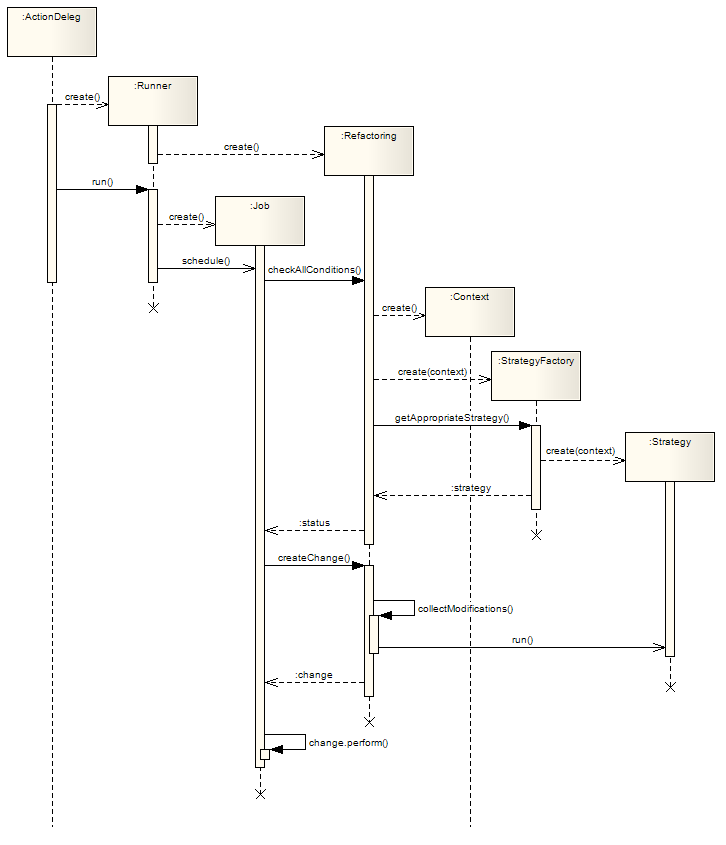 :ActionDeleg
:Runner
create()
:Refactoring
create()
run()
:Job
create()
schedule()
checkAllConditions()
:Context
create()
:StrategyFactory
create(context)
getAppropriateStrategy()
:Strategy
create(context)
:strategy
:status
createChange()
collectModifications()
run()
:change
change.perform()